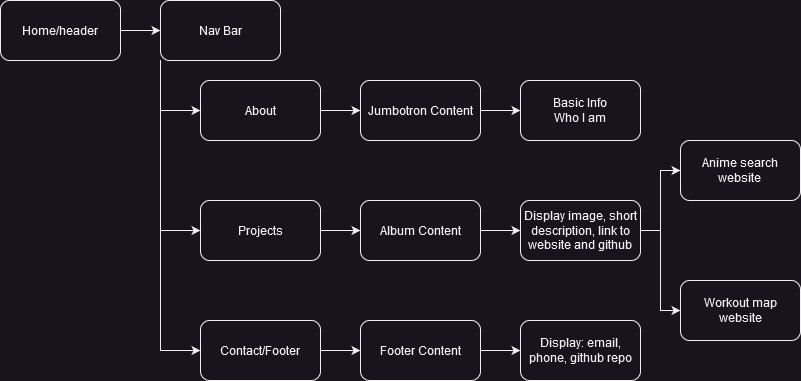 Home/header
Nav Bar
About
Jumbotron Content
Basic Info
Who I am
Anime search
website
Projects
Album Content
Display image, short
description, link to
website and github
Workout map
website
Contact/Footer
Footer Content
Display: email,
phone, github repo